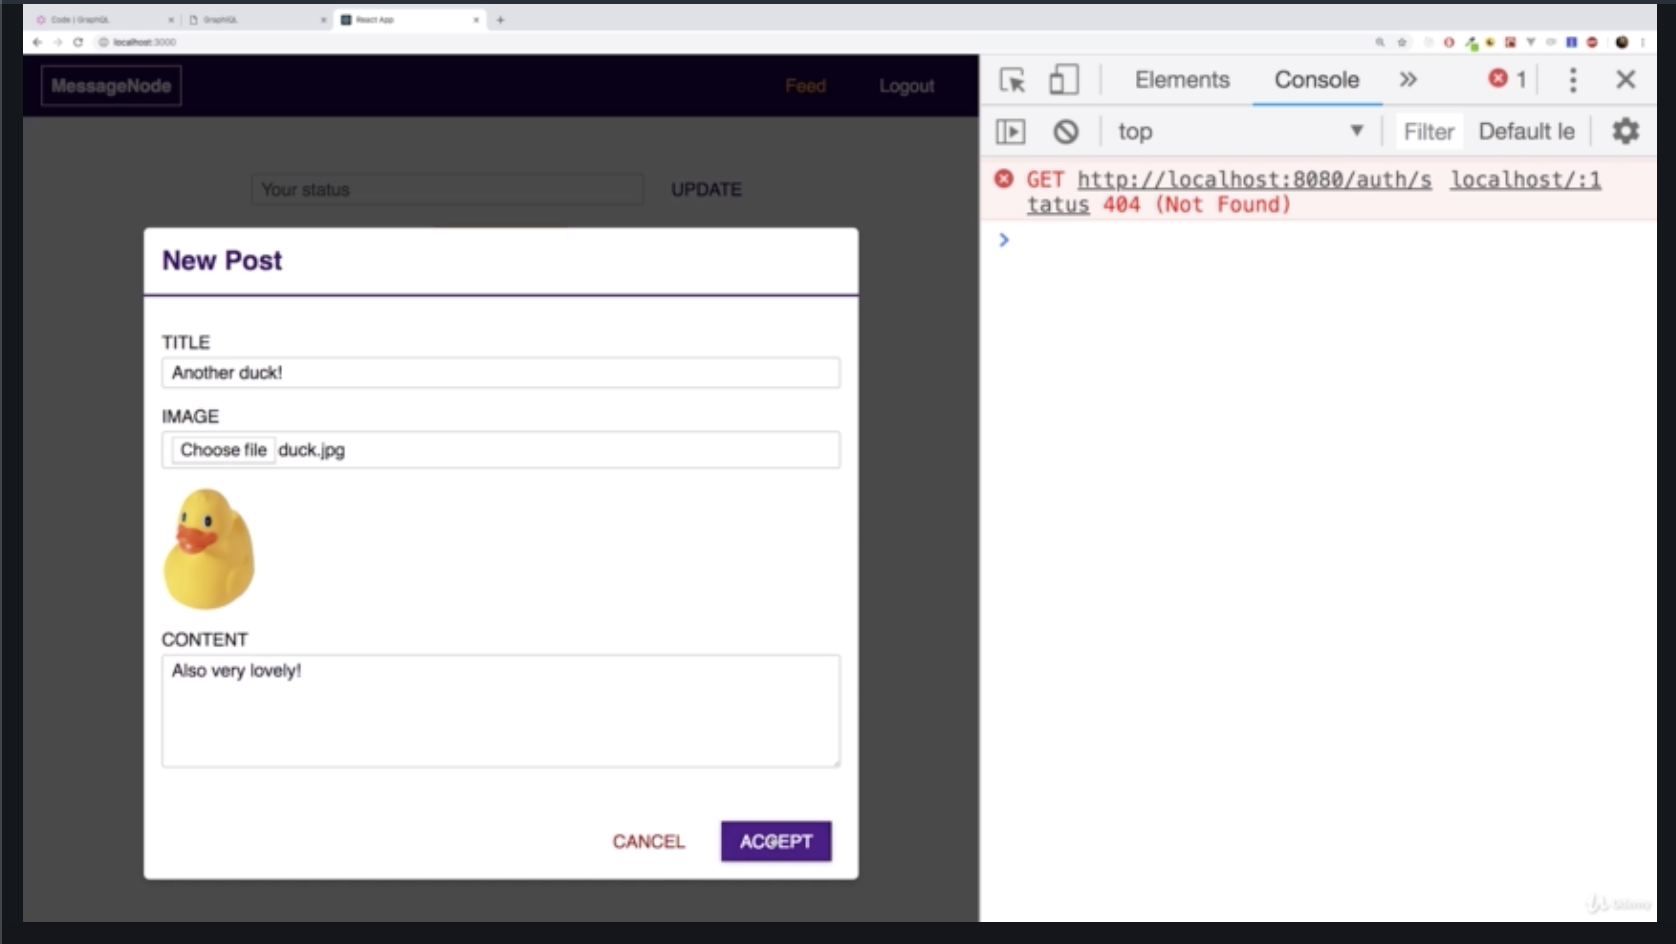 Code | GraphQL
GraphiQL
React App
localhost:3000
MessageNode
Feed
Logout
Your status
UPDATE
New Post
TITLE
Another duck!
IMAGE
Choose file duck.jpg
CONTENT
Also very lovely!
CANCEL
ACCEPT
Elements
Console
1
top
Filter
Default le
GET http://localhost:8080/auth/s localhost/:1
tatus 404 (Not Found)
Udemy